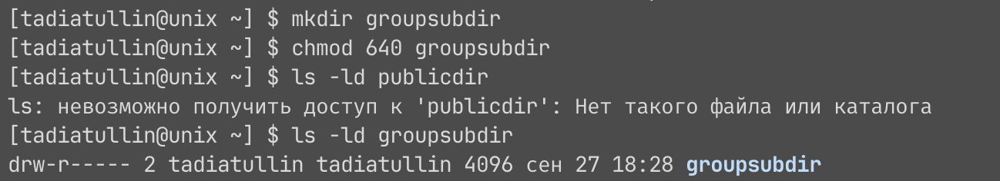 [tadiatullin@unix ~] $ mkdir groupsubdir
[tadiatullin@unix ~] $ chmod 640 groupsubdir
[tadiatullin@unix ~] $ ls -ld publicdir
ls: невозможно получить доступ к 'publicdir': Нет такого файла или каталога
[tadiatullin@unix ~] $ ls -ld groupsubdir
drw-r----- 2 tadiatullin tadiatullin 4096 сен 27 18:28 groupsubdir